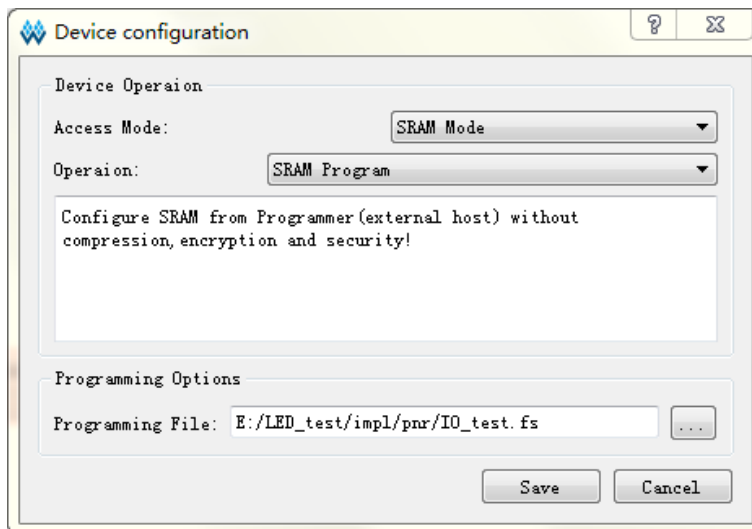 Device configuration
Device Operaion
Access Mode: SRAM Mode
Operaion: SRAM Program
Configure SRAM from Programmer(external host) without
compression,encryption and security!
Programming Options
Programming File: E:/LED_test/impl/pnr/IO_test.fs ...
Save Cancel